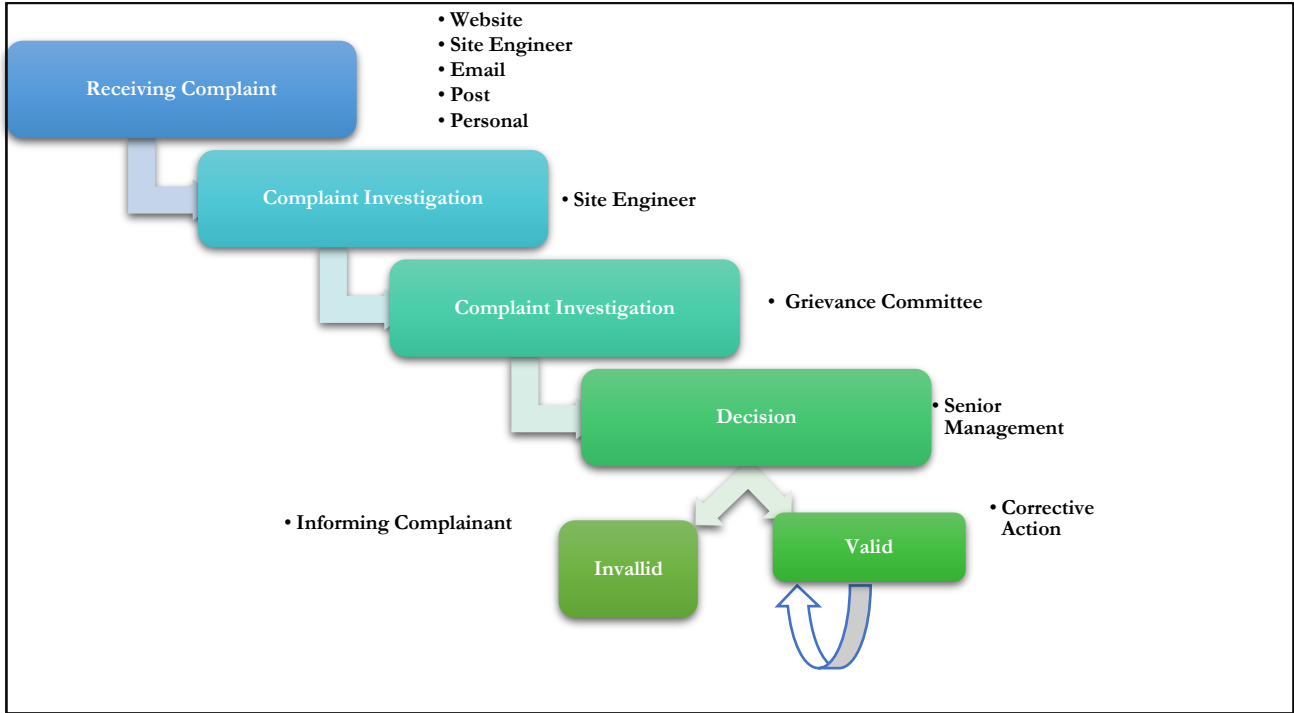 • Website
• Site Engineer
• Email
• Post
• Personal
Receiving Complaint
Complaint Investigation
• Site Engineer
Complaint Investigation
• Grievance Committee
Decision
• Senior
Management
• Informing Complainant
Invallid
Valid
• Corrective
Action